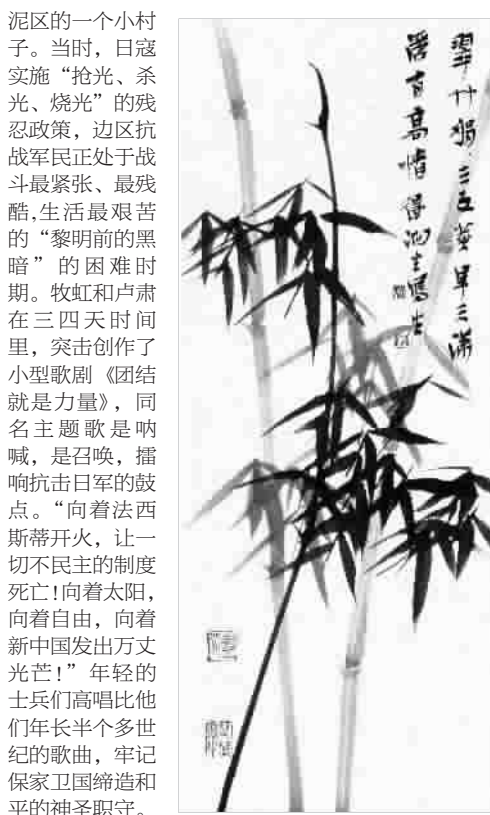 泥区的一个小村
子。当时，日寇
实施“抢光、杀
光、烧光”的残
忍政策，边区抗
战军民正处于战
斗最紧张、最残
酷,生活最艰苦
的“黎明前的黑
暗”的困难时
期。牧虹和卢肃
在三四天时间
里，突击创作了
小型歌剧《团结
就是力量》，同
名主题歌是呐
喊，是召唤，擂
响抗击日军的鼓
点。“向着法西
斯蒂开火，让一
切不民主的制度
死亡!向着太阳，
向着自由，向着
新中国发出万丈
光芒!”年轻的
士兵们高唱比他
们年长半个多世
纪的歌曲，牢记
保家卫国缔造和
平的神圣职守。